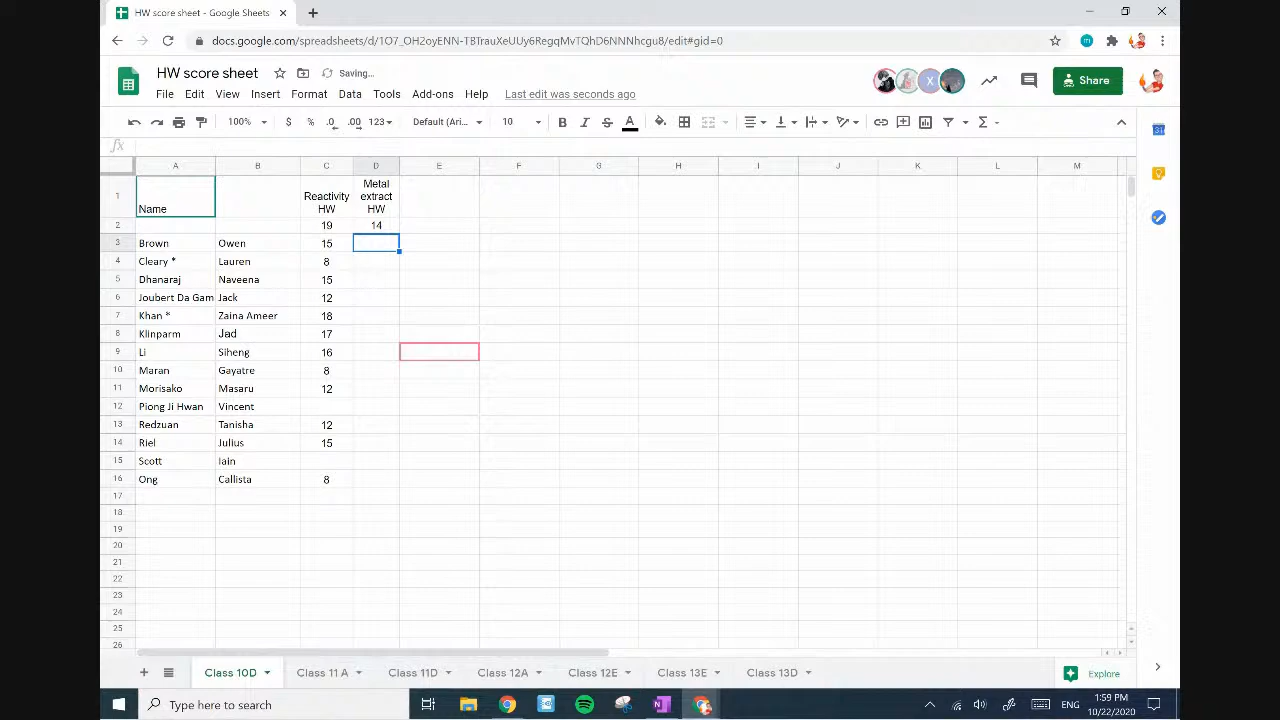 HW score sheet - Google Sheets
docs.google.com/spreadsheets/d/1O7_OH2oyENN-TBTrauXeUUy6RegqMvTQhD6NNNhcqu8/edit#gid=0
HW score sheet Saving...
File Edit View Insert Format Data Add-ons Help Last edit was seconds ago
X
Share
100% $ % .0 .00 123 Default (Ari... 10 B I S A
fx
A B C D E F G H I J K L M
1 Name Reactivity HW Metal extract HW
2 19 14
3 Brown Owen 15
4 Cleary * Lauren 8
5 Dhanaraj Naveena 15
6 Joubert Da Gam Jack 12
7 Khan * Zaina Ameer 18
8 Klinparm Jad 17
9 Li Siheng 16
10 Maran Gayatre 8
11 Morisako Masaru 12
12 Piong Ji Hwan Vincent
13 Redzuan Tanisha 12
14 Riel Julius 15
15 Scott Iain
16 Ong Callista 8
17
18
19
20
21
22
23
24
25
26
Class 10D Class 11A Class 11D Class 12A Class 12E Class 13E Class 13D Explore
Type here to search ENG 1:59 PM
10/22/2020